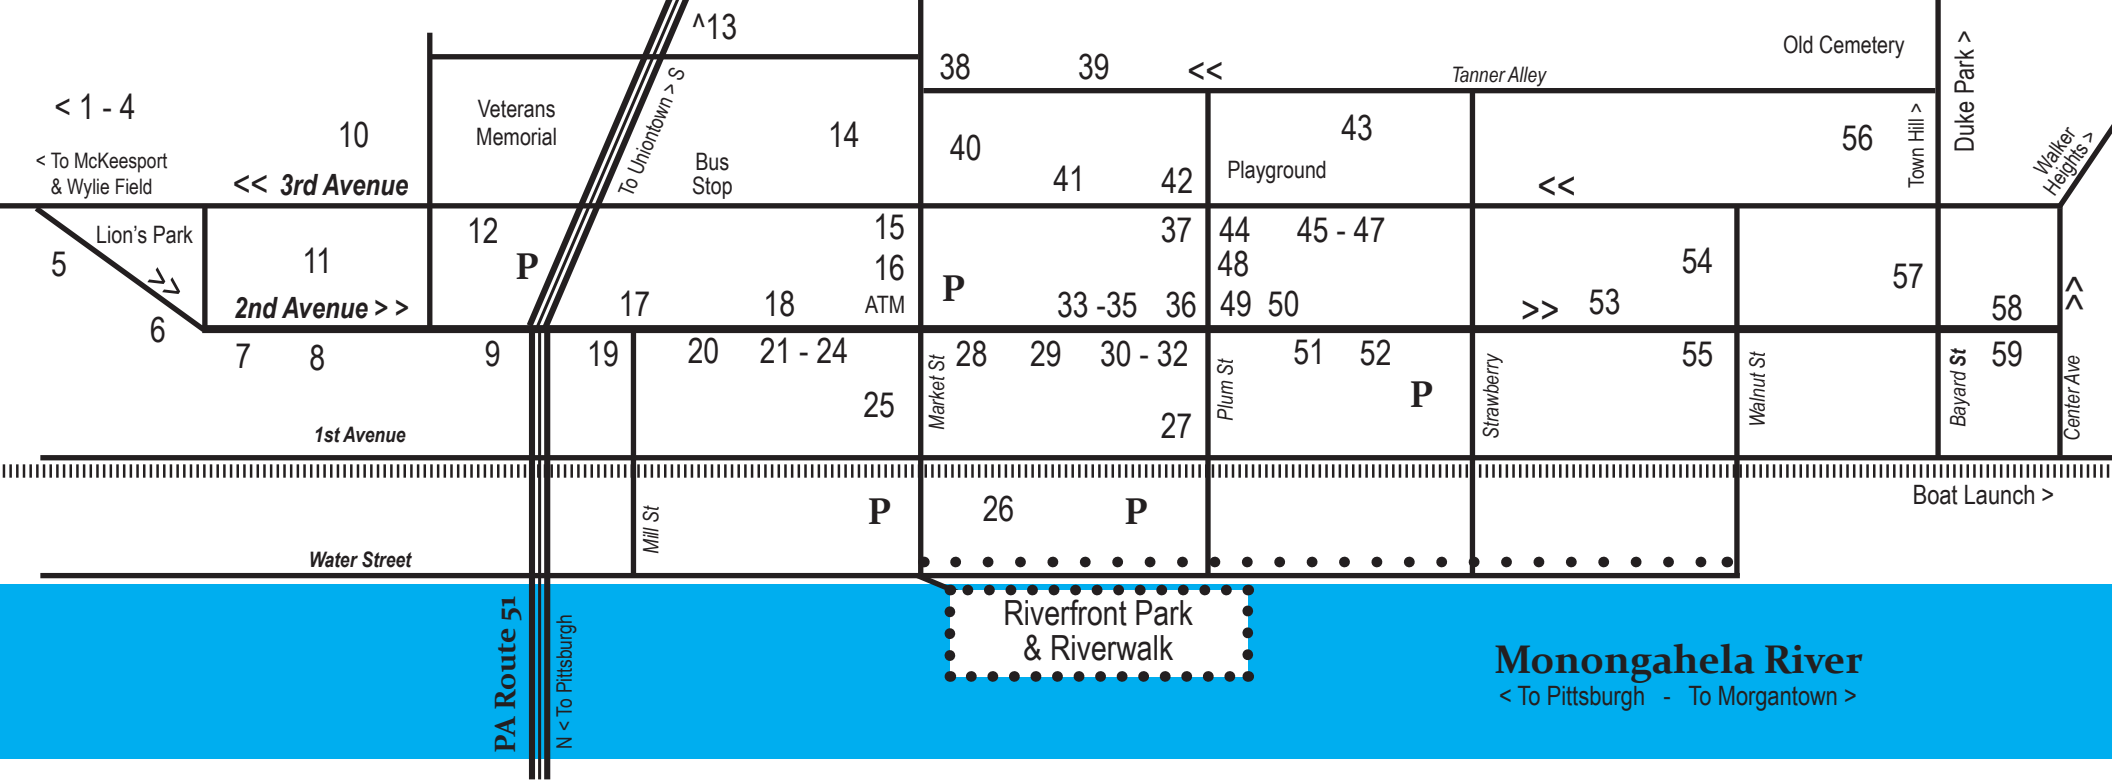 ^13
38
39
<<
Tanner Alley
Old Cemetery
Duke Park >
< 1 - 4
10
Veterans
Memorial
To Uniontown > S
14
Bus
Stop
40
41
42
43
Playground
<<
56
Town Hill >
Walker
Heights >
< To McKeesport
& Wylie Field
<< 3rd Avenue
Lion's Park
5
>>
11
12
P
15
16
ATM
P
37
44
45 - 47
48
54
57
<<
2nd Avenue > >
17
18
33 -35
36
49
50
>>
53
58
6
7
8
9
19
20
21 - 24
Market St
28
29
30 - 32
Plum St
51
52
P
Strawberry
55
Walnut St
Bayard St
59
Center Ave
25
27
1st Avenue
Boat Launch >
Mill St
P
26
P
Water Street
PA Route 51
N < To Pittsburgh
Riverfront Park
& Riverwalk
Monongahela River
< To Pittsburgh - To Morgantown >